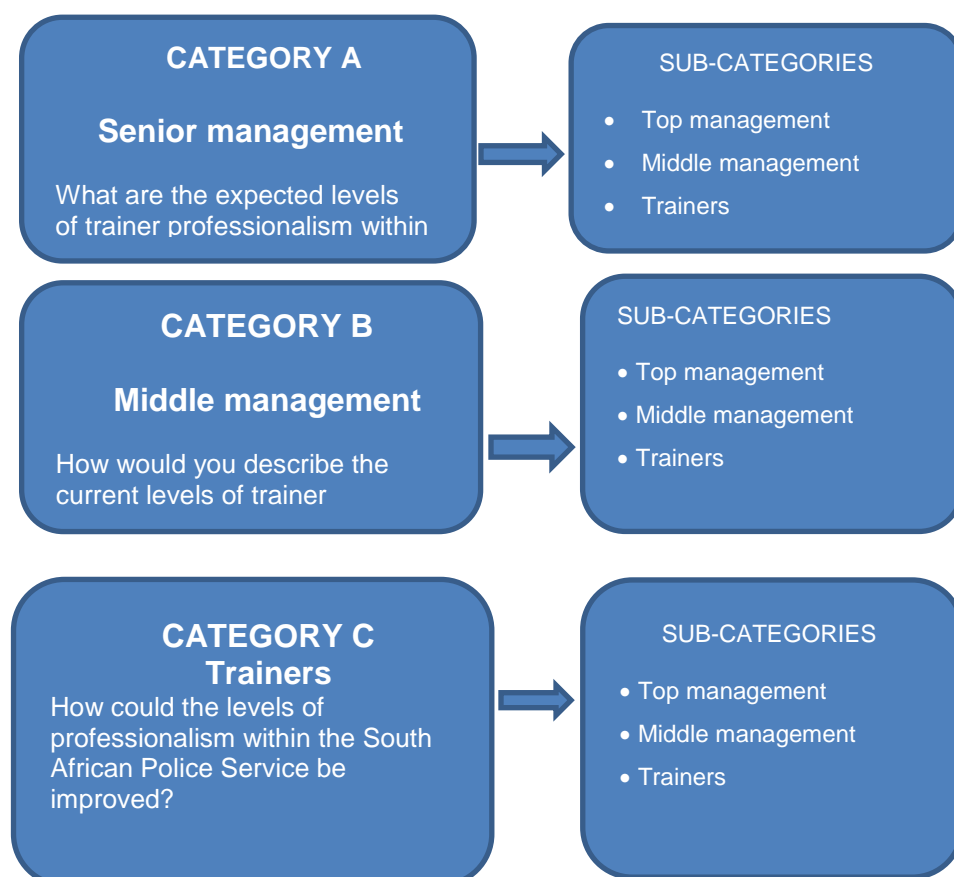 CATEGORY A
Senior management
What are the expected levels
of trainer professionalism within
SUB-CATEGORIES
• Top management
• Middle management
• Trainers
CATEGORY B
Middle management
How would you describe the
current levels of trainer
SUB-CATEGORIES
• Top management
• Middle management
• Trainers
CATEGORY C
Trainers
How could the levels of
professionalism within the South
African Police Service be
improved?
SUB-CATEGORIES
• Top management
• Middle management
• Trainers